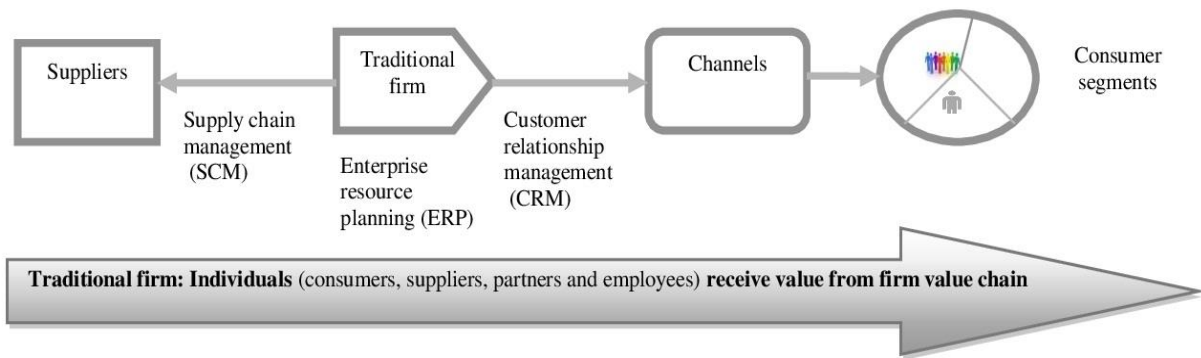 Suppliers
Traditional
firm
Channels
Consumer
segments
Supply chain
management
(SCM)
Enterprise
resource
planning (ERP)
Customer
relationship
management
(CRM)
Traditional firm: Individuals (consumers, suppliers, partners and employees) receive value from firm value chain